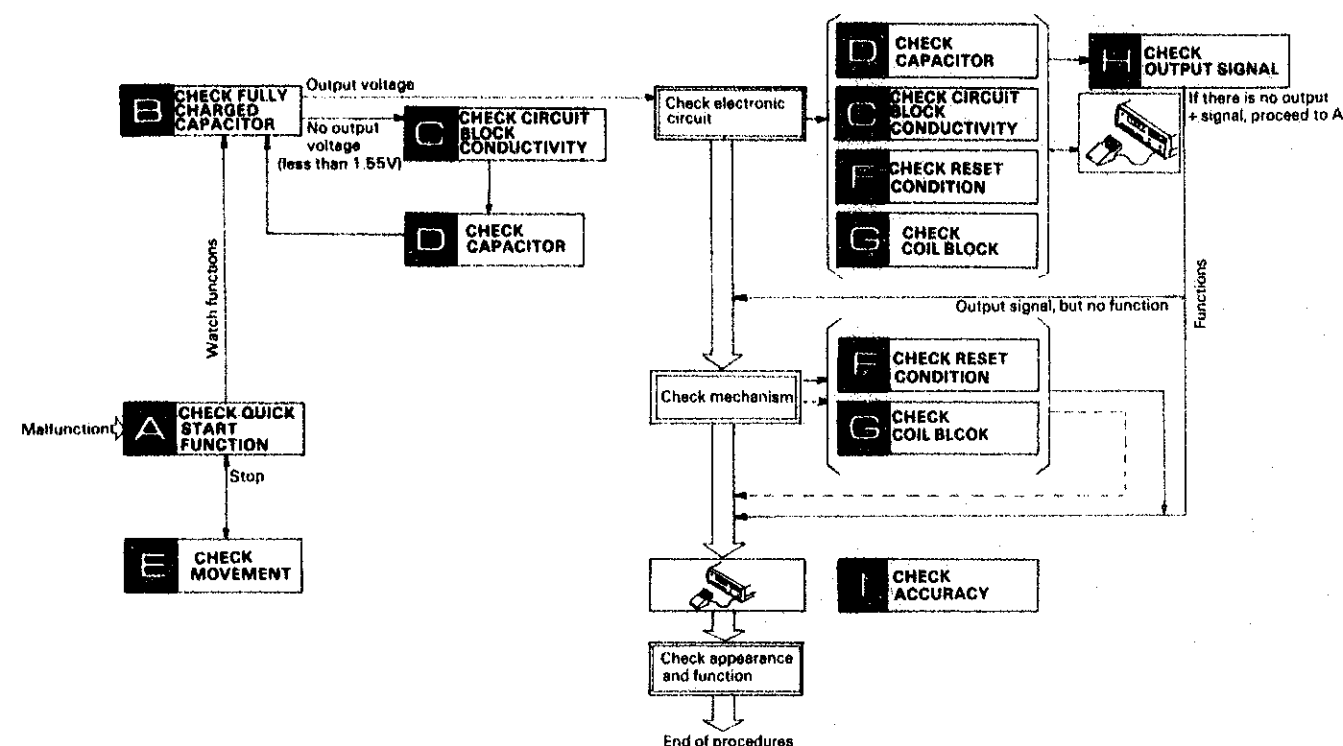 B
CHECK FULLY
CHARGED
CAPACITOR
Output voltage
No output
voltage
(less than 1.55V)
C
CHECK CIRCUIT
BLOCK
CONDUCTIVITY
D
CHECK
CAPACITOR
Watch functions
Malfunction
A
CHECK QUICK
START
FUNCTION
Stop
E
CHECK
MOVEMENT
Check electronic
circuit
D
CHECK
CAPACITOR
C
CHECK CIRCUIT
BLOCK
CONDUCTIVITY
F
CHECK RESET
CONDITION
G
CHECK
COIL BLOCK
H
CHECK
OUTPUT SIGNAL
If there is no output
+ signal, proceed to A
Functions
Output signal, but no function
Check mechanism
F
CHECK RESET
CONDITION
G
CHECK
COIL BLCOK
I
CHECK
ACCURACY
Check appearance
and function
End of procedures